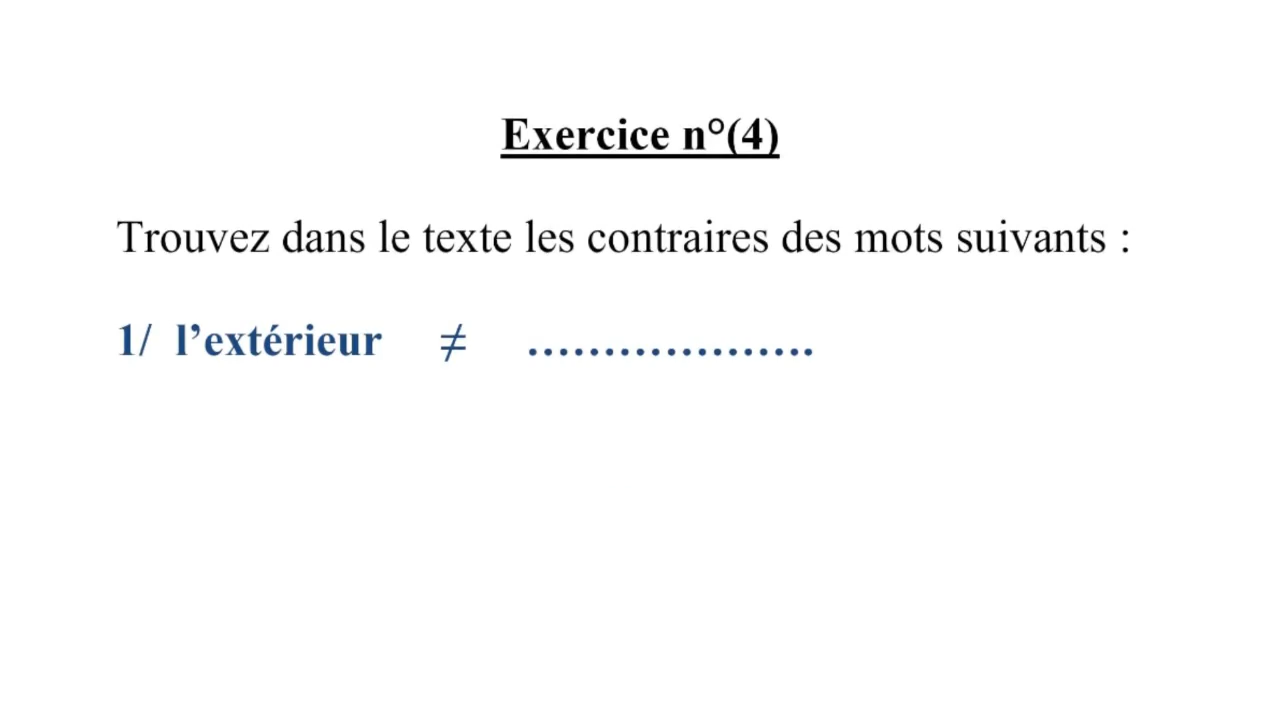 Exercice n°(4)
Trouvez dans le texte les contraires des mots suivants :
1/ l’extérieur ≠ ……………….